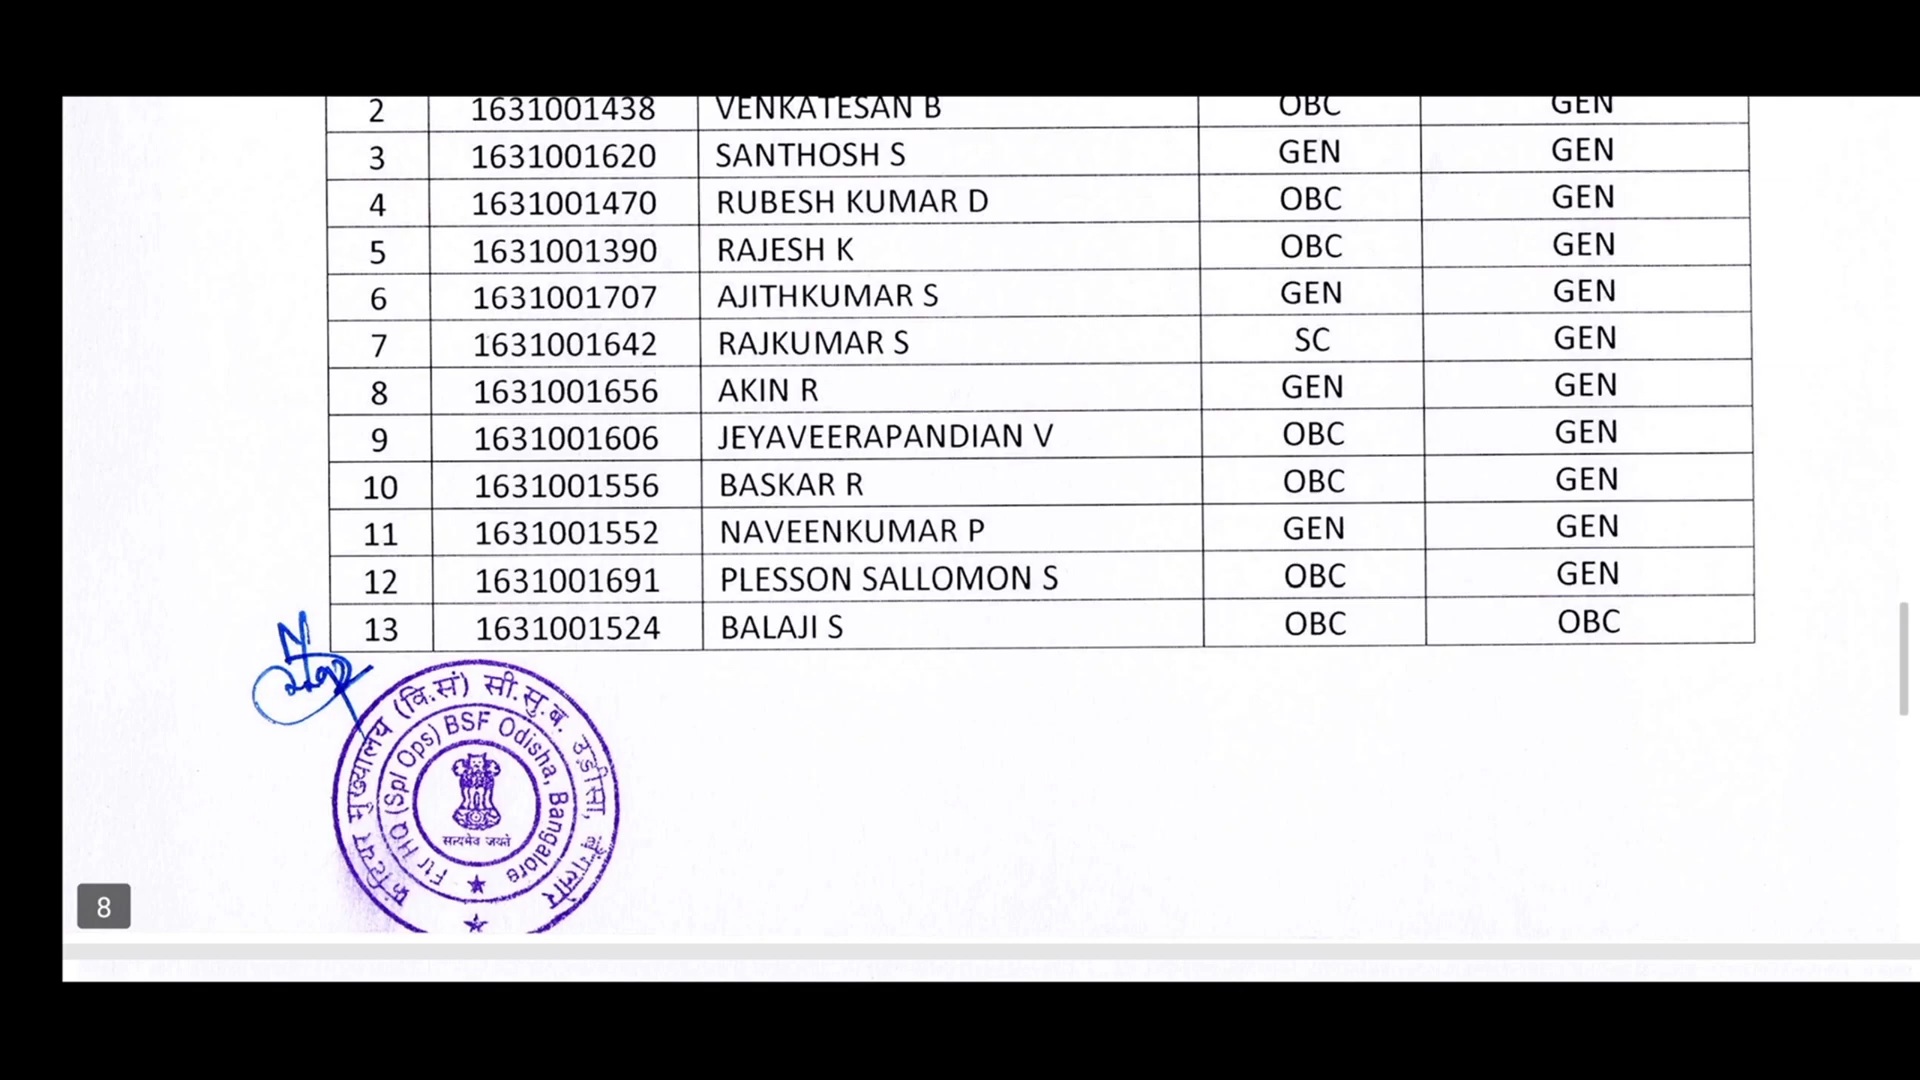 2 1631001438 VENKATESAN B OBC GEN
3 1631001620 SANTHOSH S GEN GEN
4 1631001470 RUBESH KUMAR D OBC GEN
5 1631001390 RAJESH K OBC GEN
6 1631001707 AJITHKUMAR S GEN GEN
7 1631001642 RAJKUMAR S SC GEN
8 1631001656 AKIN R GEN GEN
9 1631001606 JEYAVEERAPANDIAN V OBC GEN
10 1631001556 BASKAR R OBC GEN
11 1631001552 NAVEENKUMAR P GEN GEN
12 1631001691 PLESSON SALLOMON S OBC GEN
13 1631001524 BALAJI S OBC OBC
फ्रंटियर मुख्यालय (वि.सं) सी.सु.ब. उड़ीसा, बेंगलौर
Ftr HQ (Spl Ops) BSF Odisha, Bangalore
सत्यमेव जयते
8